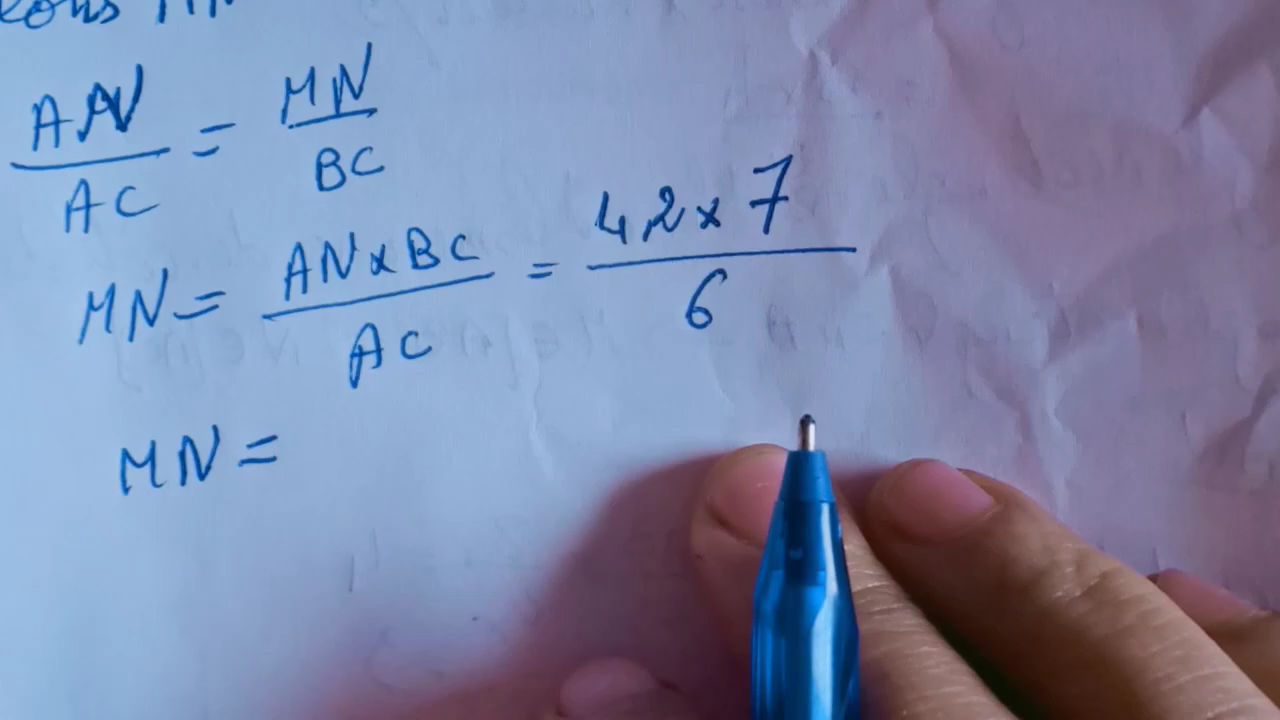 AN/AC = MN/BC
MN = AN x BC/AC = 4,2 x 7/6
MN =